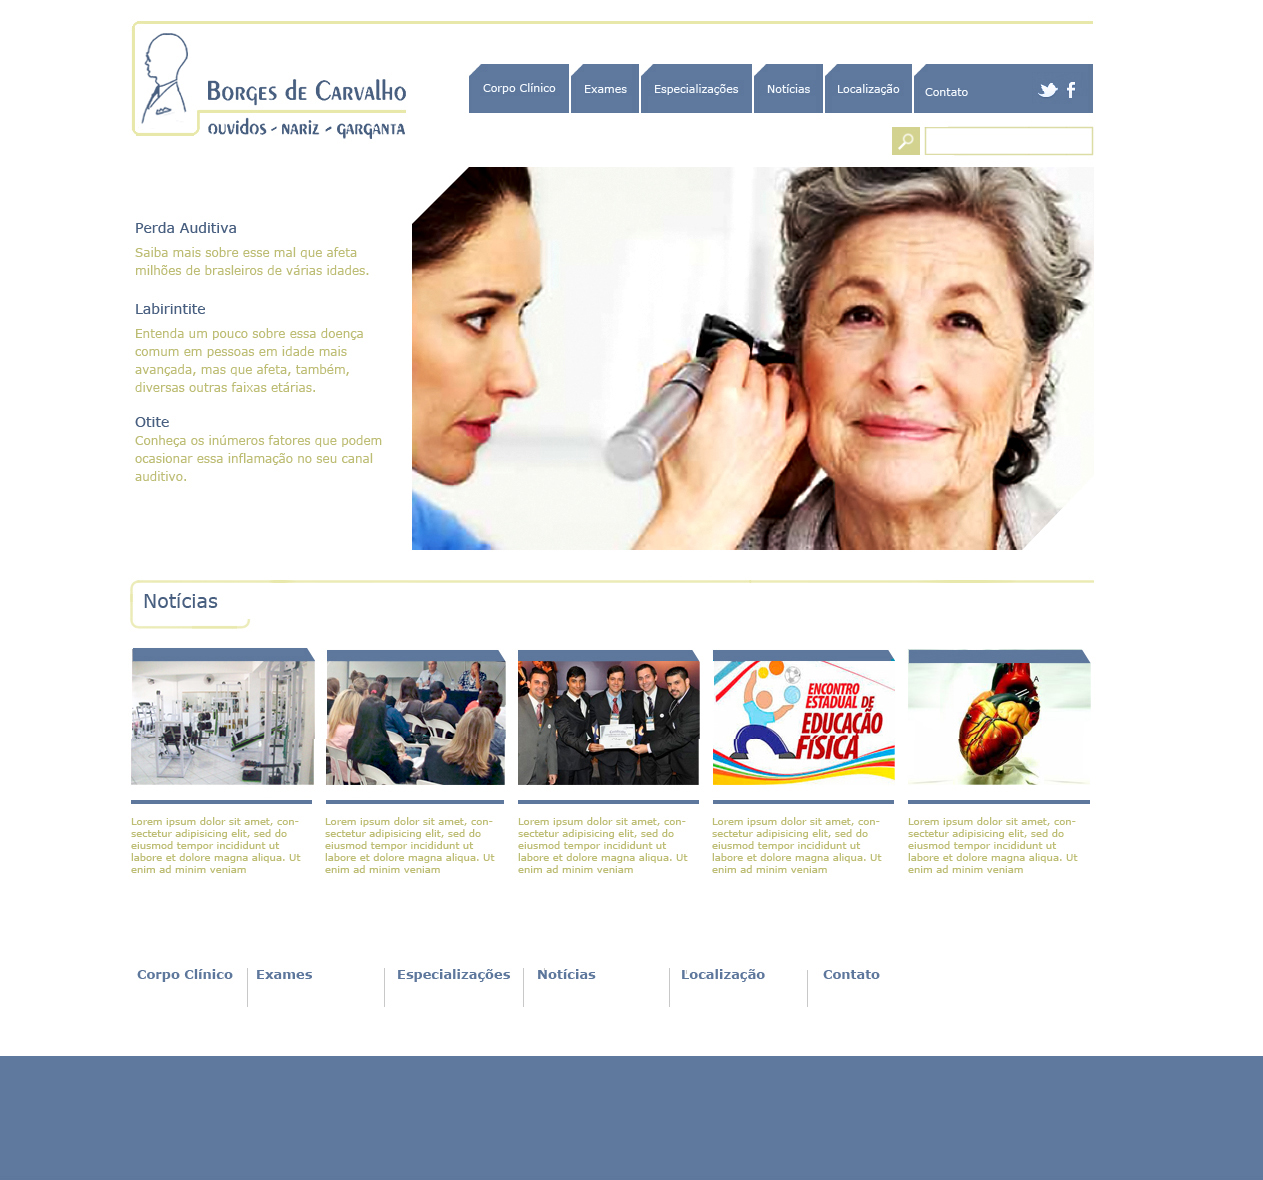 Borges de Carvalho
ouvidos - nariz - garganta
Corpo Clínico
Exames
Especializações
Notícias
Localização
Contato
Perda Auditiva
Saiba mais sobre esse mal que afeta
milhões de brasleiros de várias idades.
Labirintite
Entenda um pouco sobre essa doença
comum em pessoas em idade mais
avançada, mas que afeta, também,
diversas outras faixas etárias.
Otite
Conheça os inúmeros fatores que podem
ocasionar essa inflamação no seu canal
auditivo.
Notícias
ENCONTRO
ESTADUAL DE
EDUCAÇÃO
FÍSICA
A
Lorem ipsum dolor sit amet, con-
sectetur adipisicing elit, sed do
eiusmod tempor incididunt ut
labore et dolore magna aliqua. Ut
enim ad minim veniam
Lorem ipsum dolor sit amet, con-
sectetur adipisicing elit, sed do
eiusmod tempor incididunt ut
labore et dolore magna aliqua. Ut
enim ad minim veniam
Lorem ipsum dolor sit amet, con-
sectetur adipisicing elit, sed do
eiusmod tempor incididunt ut
labore et dolore magna aliqua. Ut
enim ad minim veniam
Lorem ipsum dolor sit amet, con-
sectetur adipisicing elit, sed do
eiusmod tempor incididunt ut
labore et dolore magna aliqua. Ut
enim ad minim veniam
Lorem ipsum dolor sit amet, con-
sectetur adipisicing elit, sed do
eiusmod tempor incididunt ut
labore et dolore magna aliqua. Ut
enim ad minim veniam
Corpo Clínico
Exames
Especializações
Notícias
Localização
Contato